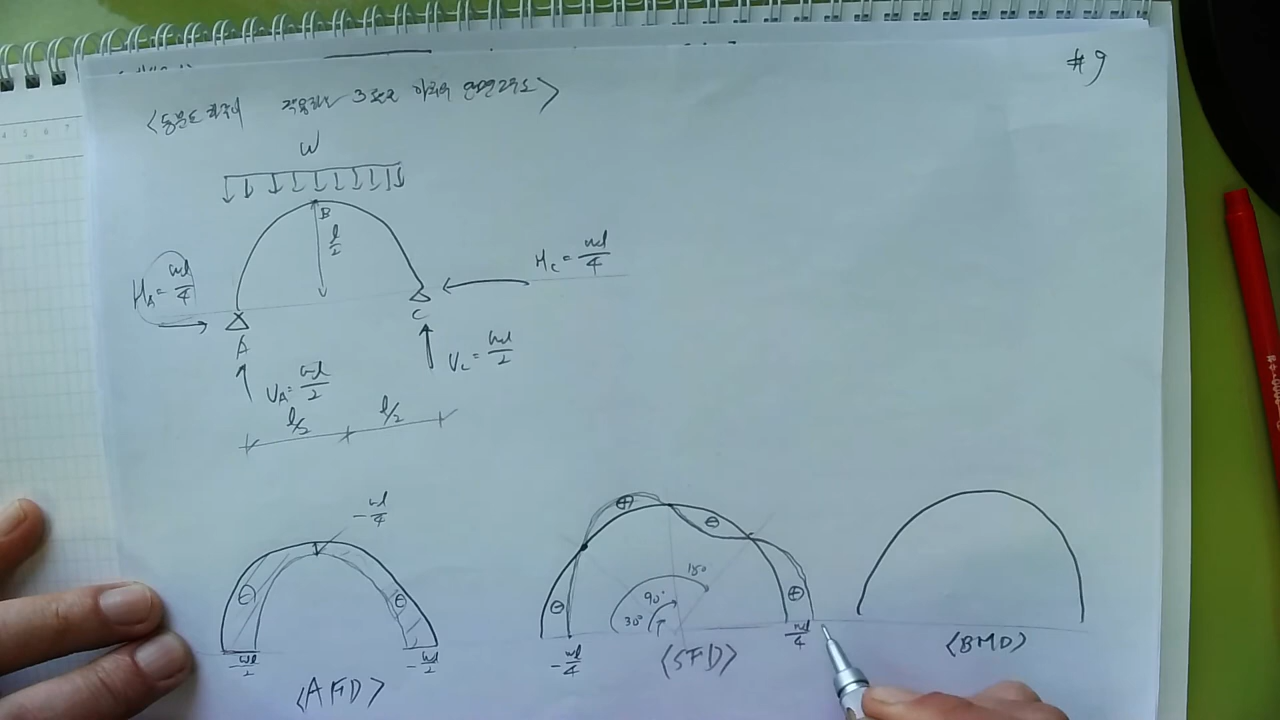 #9
<등분포 하중이 작용하는 3활절 아치의 단면력도>
W
B
l/2
H_A = wl/4
H_C = wl/4
A
C
V_A = wl/2
V_C = wl/2
l/2
l/2
-wl/4
⊖
⊖
-wl/2
-wl/2
<AFD>
⊕
⊖
⊖
⊕
30°
90°
150
-wl/4
wl/4
<SFD>
<BMD>